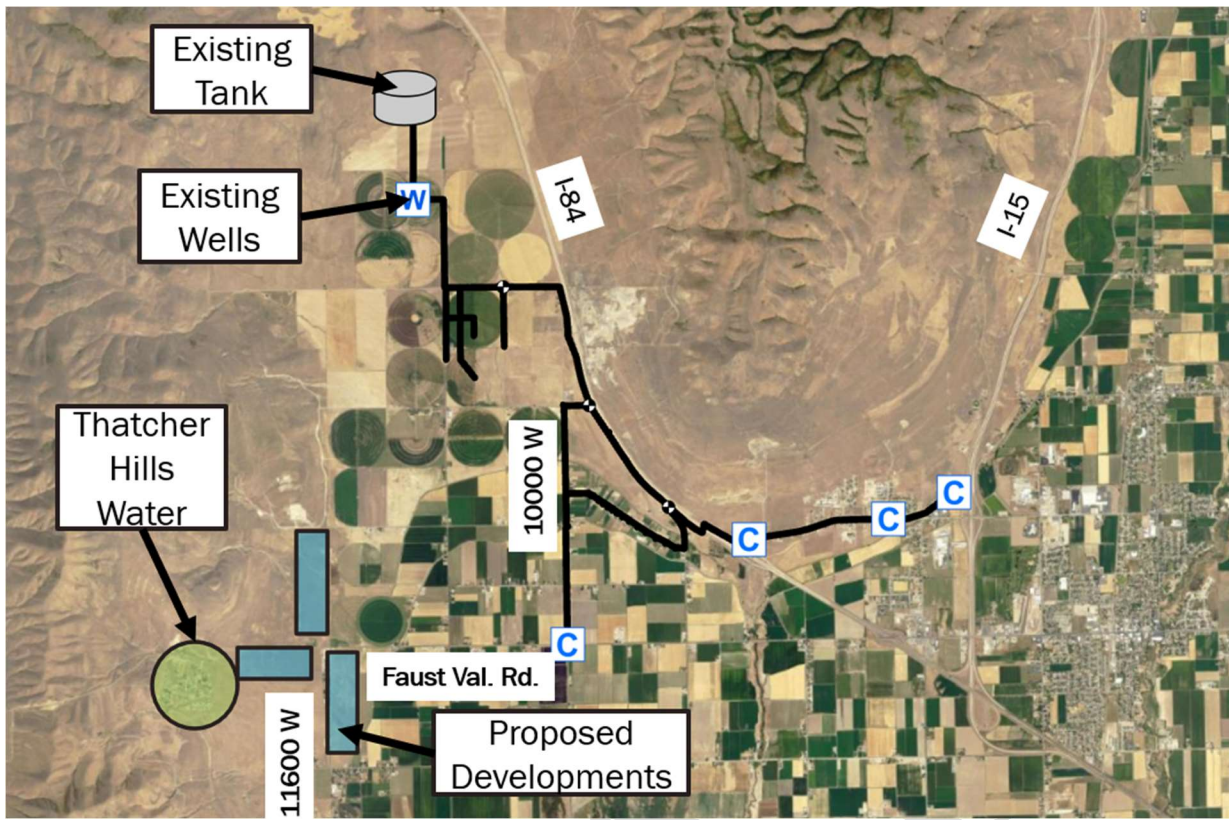 Existing
Tank
Existing
Wells
W
I-84
I-15
Thatcher
Hills
Water
10000 W
C
C
C
C
Faust Val. Rd.
11600 W
Proposed
Developments